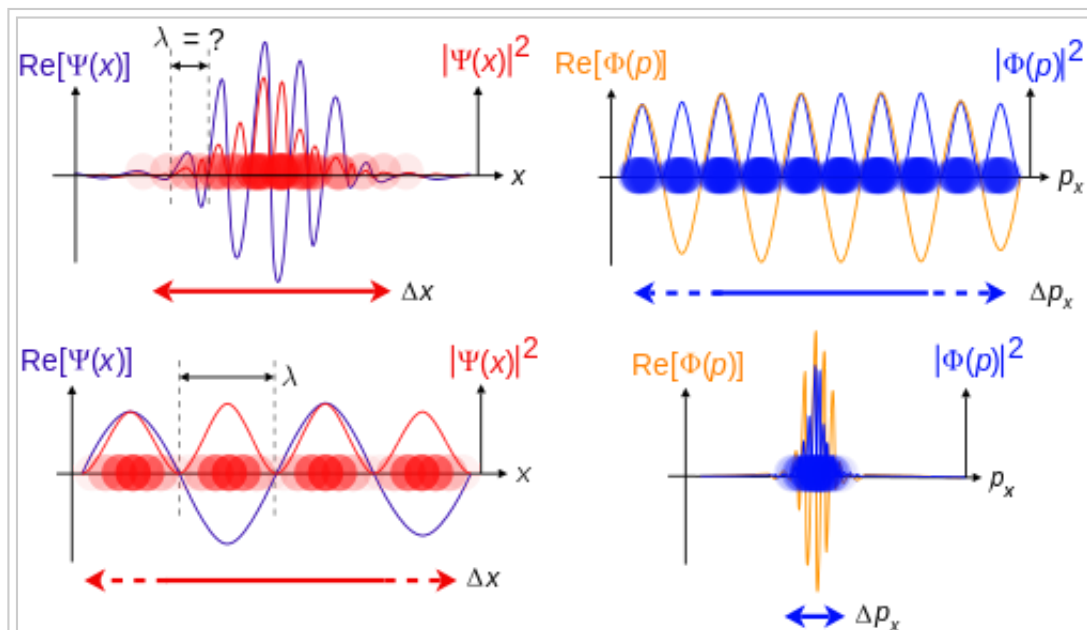 λ = ?
Re[Ψ(x)]
|Ψ(x)|²
x
Δx
Re[Φ(p)]
|Φ(p)|²
pₓ
Δpₓ
Re[Ψ(x)]
λ
|Ψ(x)|²
x
Δx
Re[Φ(p)]
|Φ(p)|²
pₓ
Δpₓ